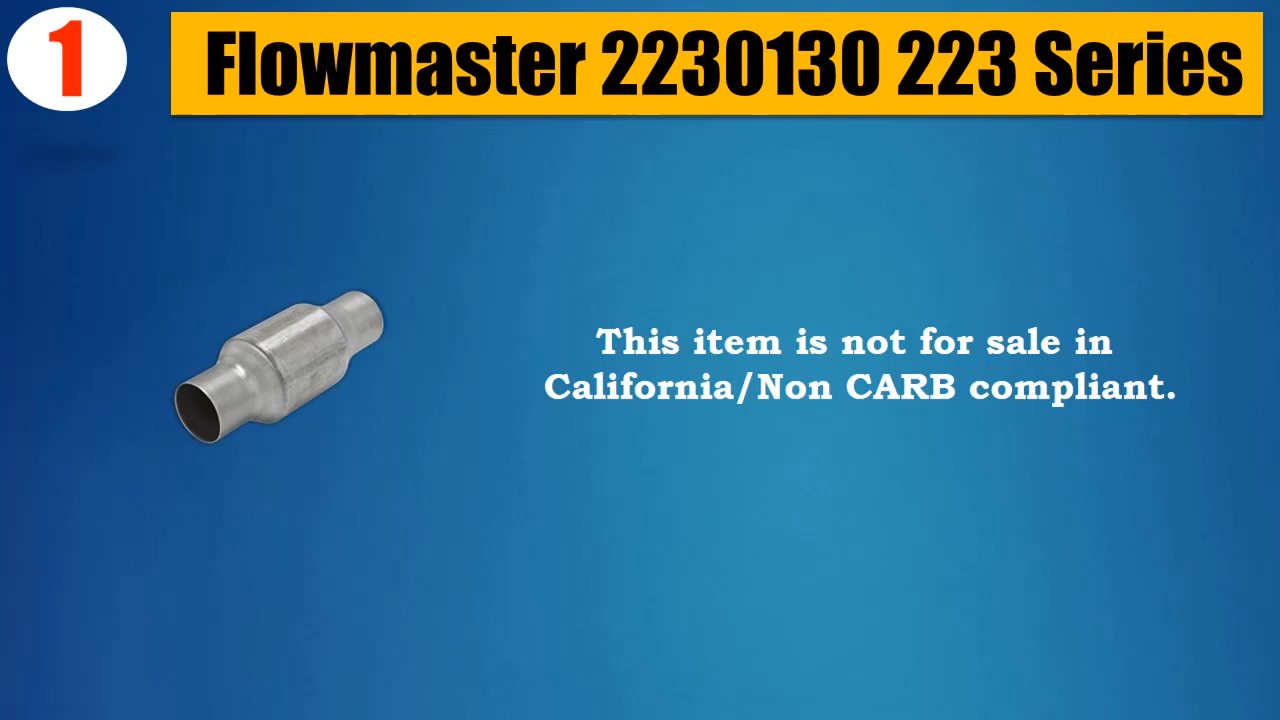 1
Flowmaster 2230130 223 Series
This item is not for sale in
California/Non CARB compliant.